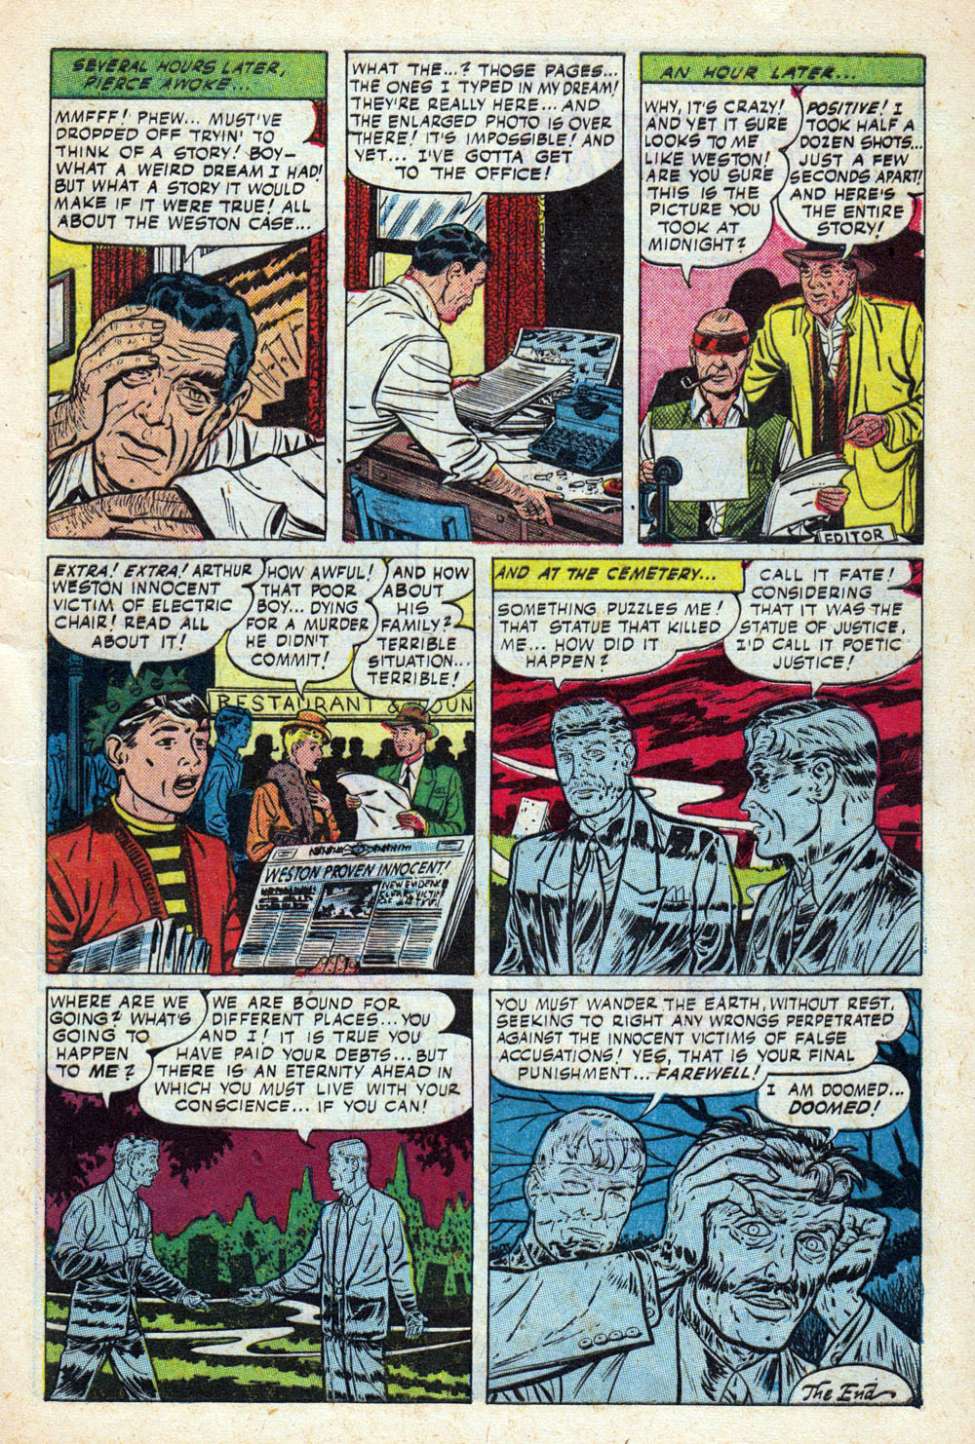 SEVERAL HOURS LATER,
PIERCE AWOKE...
MMFFF! PHEW... MUST'VE
DROPPED OFF TRYIN' TO
THINK OF A STORY! BOY—
WHAT A WEIRD DREAM I HAD!
BUT WHAT A STORY IT WOULD
MAKE IF IT WERE TRUE! ALL
ABOUT THE WESTON CASE...
WHAT THE...? THOSE PAGES...
THE ONES I TYPED IN MY DREAM!
THEY'RE REALLY HERE... AND
THE ENLARGED PHOTO IS OVER
THERE! IT'S IMPOSSIBLE! AND
YET... I'VE GOTTA GET
TO THE OFFICE!
AN HOUR LATER...
WHY, IT'S CRAZY!
AND YET IT SURE
LOOKS TO ME
LIKE WESTON!
ARE YOU SURE
THIS IS THE
PICTURE YOU
TOOK AT
MIDNIGHT?
POSITIVE! I
TOOK HALF A
DOZEN SHOTS...
JUST A FEW
SECONDS APART!
AND HERE'S
THE ENTIRE
STORY!
EDITOR
EXTRA! EXTRA! ARTHUR
WESTON INNOCENT
VICTIM OF ELECTRIC
CHAIR! READ ALL
ABOUT IT!
HOW AWFUL!
THAT POOR
BOY... DYING
FOR A MURDER
HE DIDN'T
COMMIT!
AND HOW
ABOUT
HIS
FAMILY?
TERRIBLE
SITUATION...
TERRIBLE!
RESTAURANT &
OUN
WESTON PROVEN INNOCENT!
AND AT THE CEMETERY...
SOMETHING PUZZLES ME!
THAT STATUE THAT KILLED
ME... HOW DID IT
HAPPEN?
CALL IT FATE!
CONSIDERING
THAT IT WAS THE
STATUE OF JUSTICE,
I'D CALL IT POETIC
JUSTICE!
WHERE ARE WE
GOING? WHAT'S
GOING TO
HAPPEN
TO ME?
WE ARE BOUND FOR
DIFFERENT PLACES... YOU
AND I! IT IS TRUE YOU
HAVE PAID YOUR DEBTS... BUT
THERE IS AN ETERNITY AHEAD IN
WHICH YOU MUST LIVE WITH YOUR
CONSCIENCE... IF YOU CAN!
YOU MUST WANDER THE EARTH, WITHOUT REST,
SEEKING TO RIGHT ANY WRONGS PERPETRATED
AGAINST THE INNOCENT VICTIMS OF FALSE
ACCUSATIONS! YES, THAT IS YOUR FINAL
PUNISHMENT... FAREWELL!
I AM DOOMED...
DOOMED!
The End